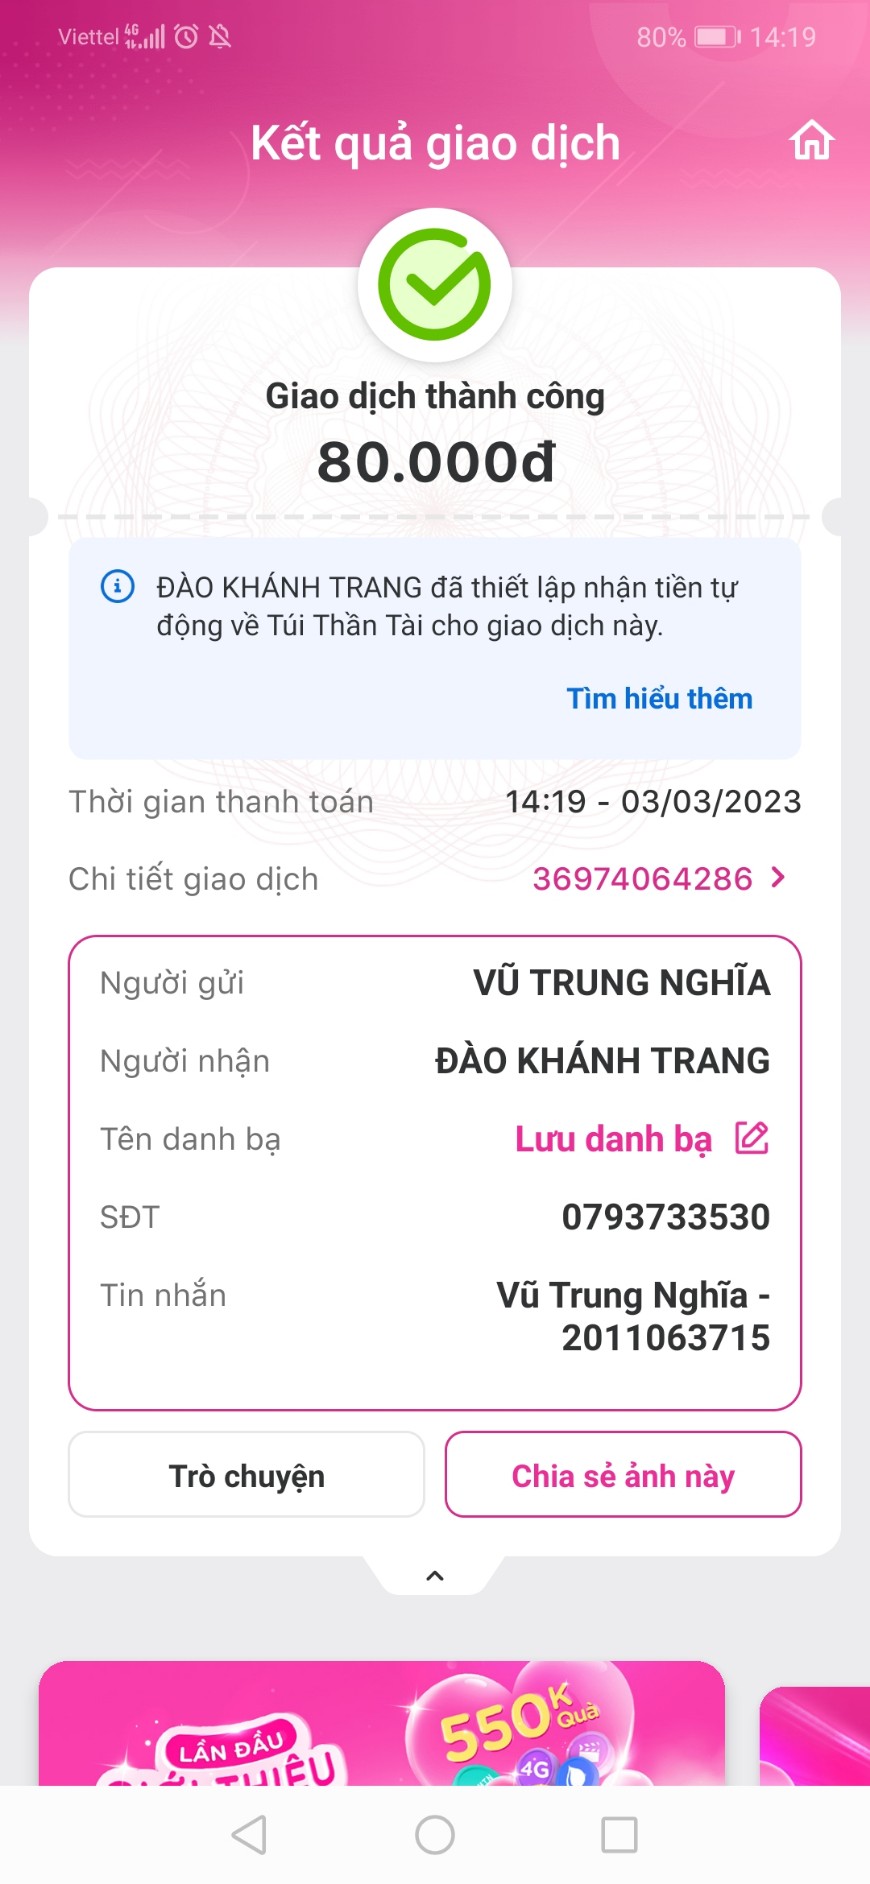 Viettel 4G 80% 14:19
Kết quả giao dịch
Giao dịch thành công
80.000đ
ĐÀO KHÁNH TRANG đã thiết lập nhận tiền tự
động về Túi Thần Tài cho giao dịch này.
Tìm hiểu thêm
Thời gian thanh toán 14:19 - 03/03/2023
Chi tiết giao dịch 36974064286
Người gửi VŨ TRUNG NGHĨA
Người nhận ĐÀO KHÁNH TRANG
Tên danh bạ Lưu danh bạ
SĐT 0793733530
Tin nhắn Vũ Trung Nghĩa -
2011063715
Trò chuyện Chia sẻ ảnh này
LẦN ĐẦU
GIỚI THIỆU
550K
Quà
4G